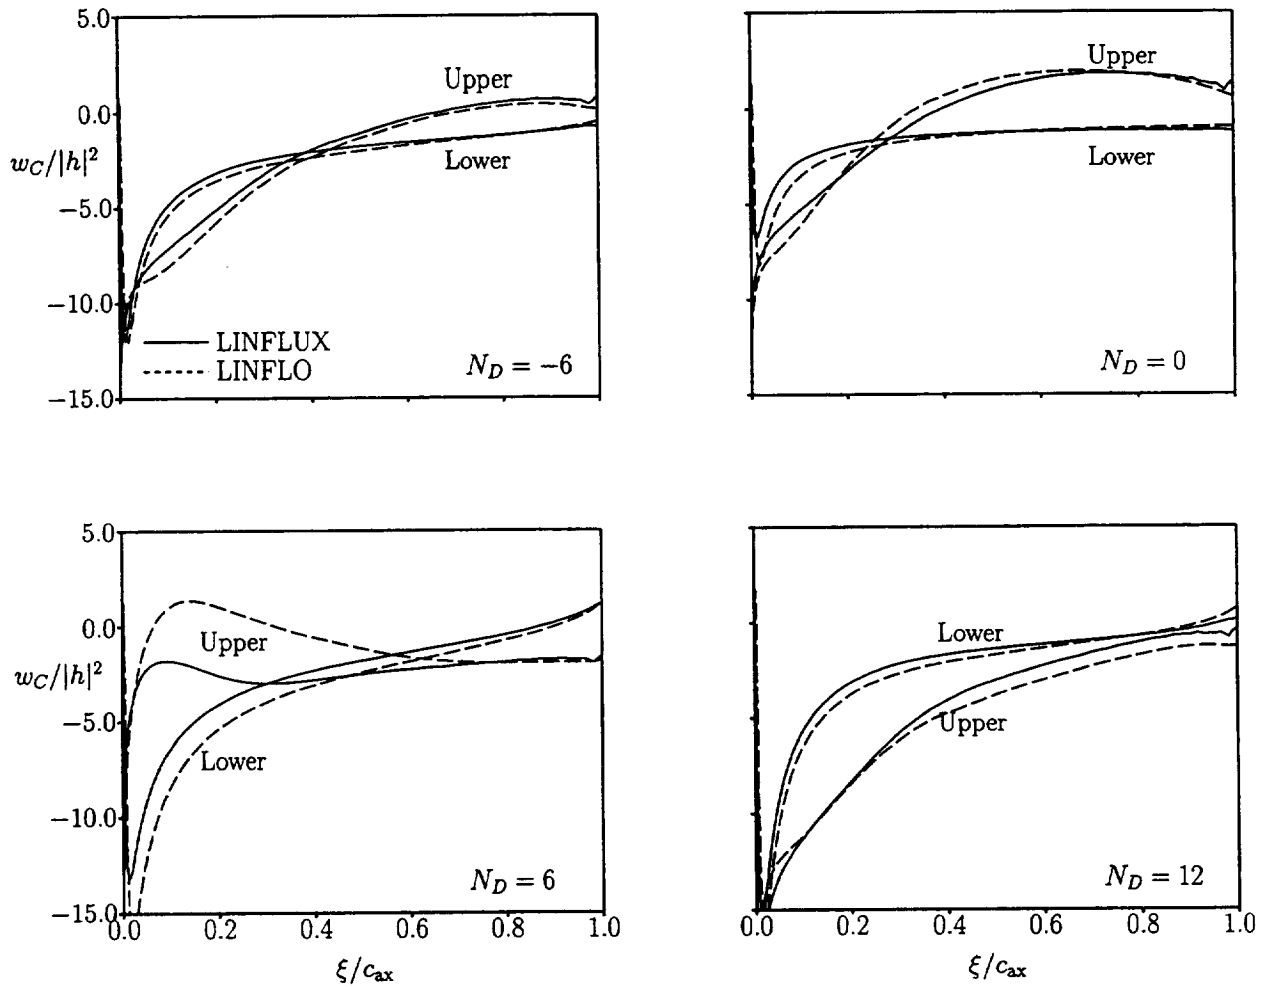 5.0
0.0
−5.0
−10.0
−15.0
w_C/|h|^2
Upper
Lower
LINFLUX
LINFLO
N_D = −6
Upper
Lower
N_D = 0
5.0
0.0
−5.0
−10.0
−15.0
w_C/|h|^2
Upper
Lower
N_D = 6
0.0 0.2 0.4 0.6 0.8 1.0
ξ/c_ax
Lower
Upper
N_D = 12
0.0 0.2 0.4 0.6 0.8 1.0
ξ/c_ax